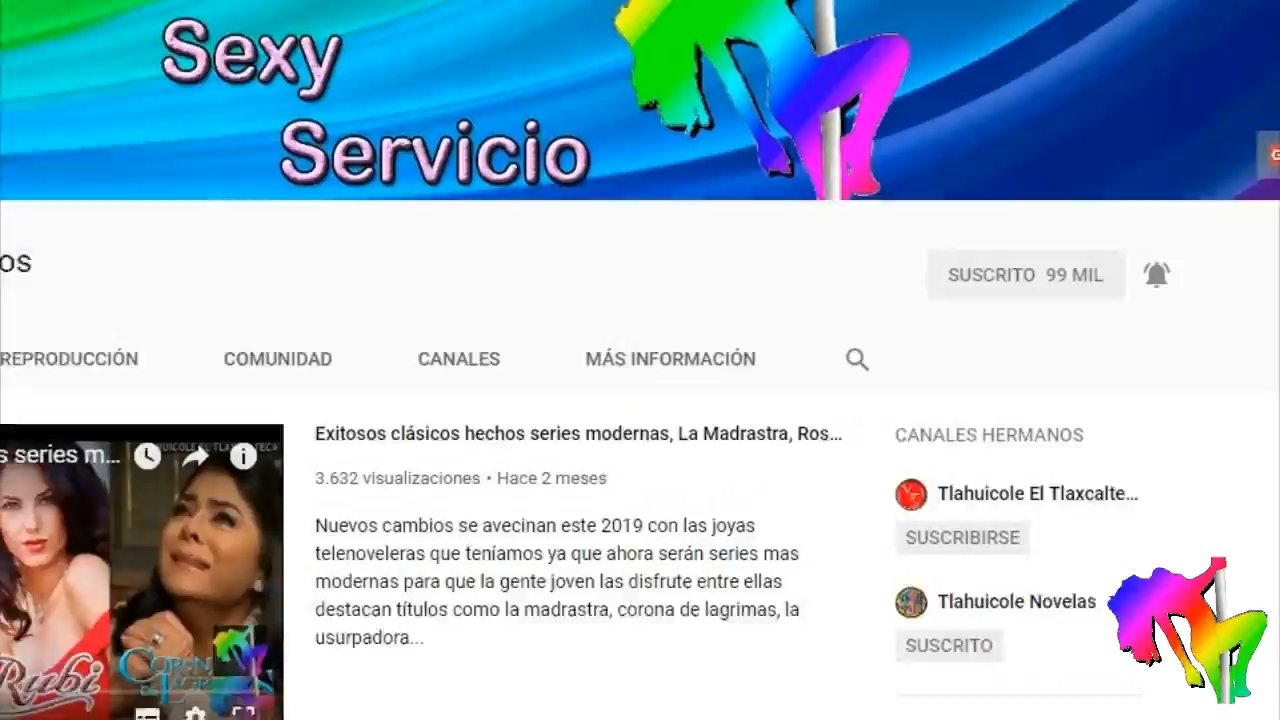 Sexy
Servicio
os
SUSCRITO 99 MIL
REPRODUCCIÓN COMUNIDAD CANALES MÁS INFORMACIÓN
s series m...
Exitosos clásicos hechos series modernas, La Madrastra, Ros...
3.632 visualizaciones • Hace 2 meses
Nuevos cambios se avecinan este 2019 con las joyas
telenoveleras que teníamos ya que ahora serán series mas
modernas para que la gente joven las disfrute entre ellas
destacan títulos como la madrastra, corona de lagrimas, la
usurpadora...
Rubi
CANALES HERMANOS
Tlahuicole El Tlaxcalte...
SUSCRIBIRSE
Tlahuicole Novelas
SUSCRITO